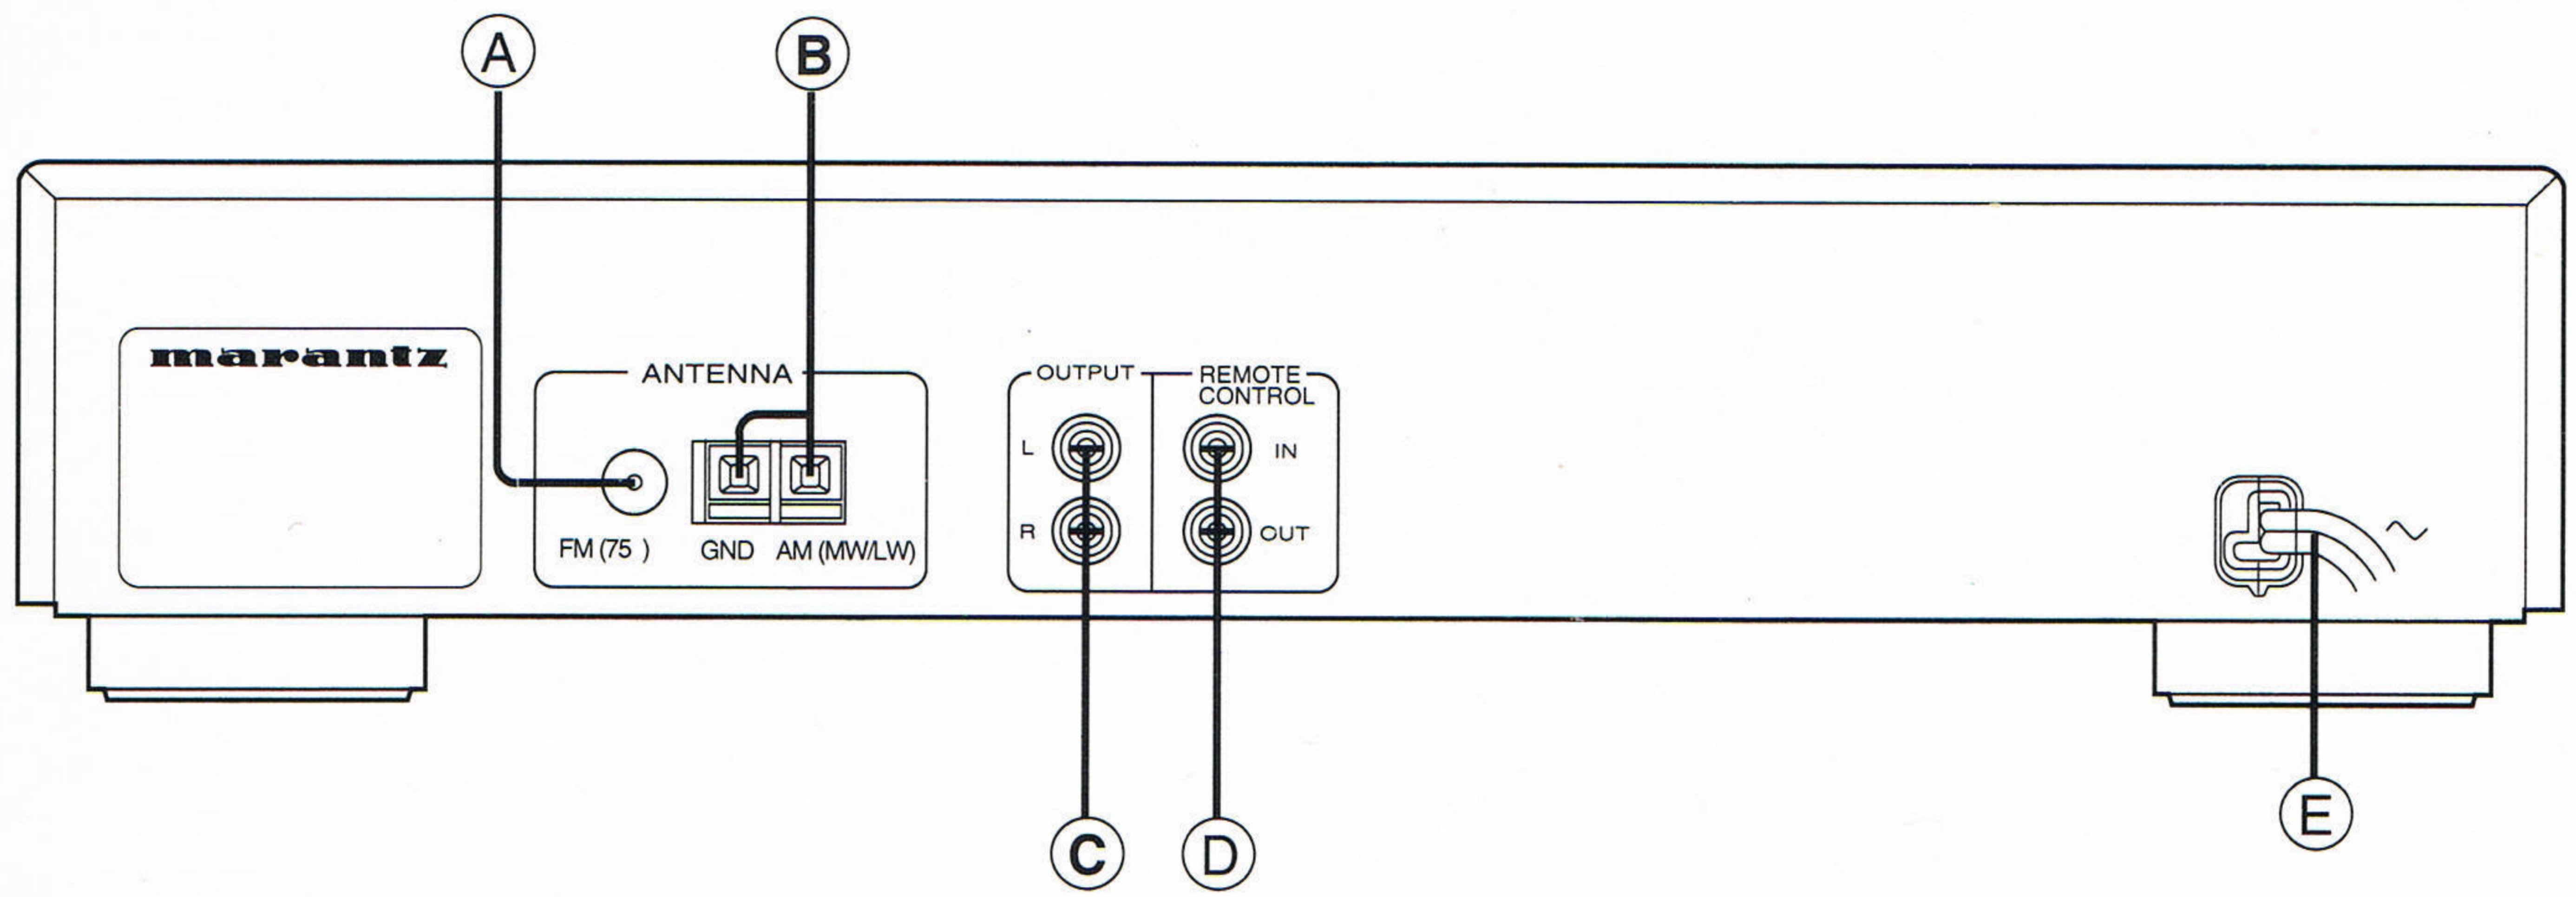 A
B
marantz
ANTENNA
FM (75 )
GND
AM (MW/LW)
OUTPUT
L
R
REMOTE
CONTROL
IN
OUT
C
D
E